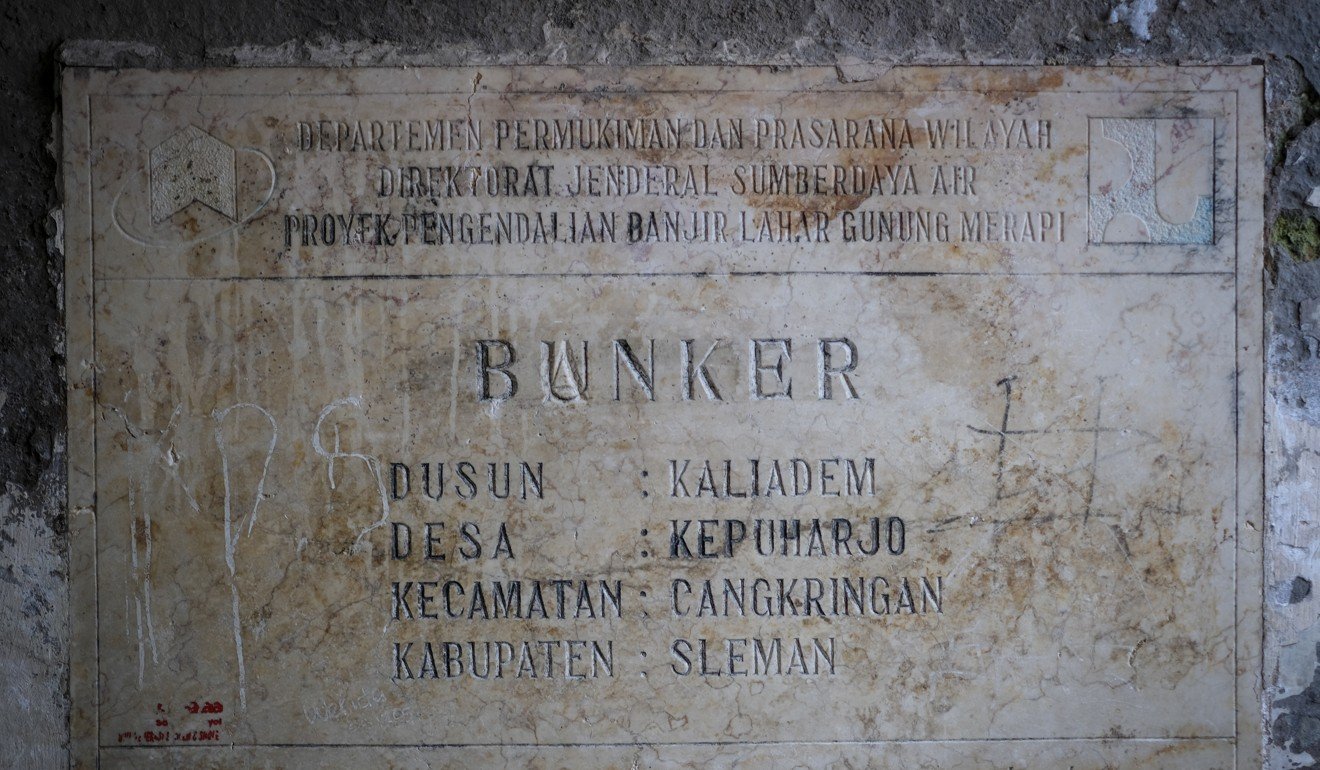 DEPARTEMEN PERMUKIMAN DAN PRASARANA WILAYAH
DIREKTORAT JENDERAL SUMBERDAYA AIR
PROYEK PENGENDALIAN BANJIR LAHAR GUNUNG MERAPI
BUNKER
DUSUN : KALIADEM
DESA : KEPUHARJO
KECAMATAN : CANGKRINGAN
KABUPATEN : SLEMAN